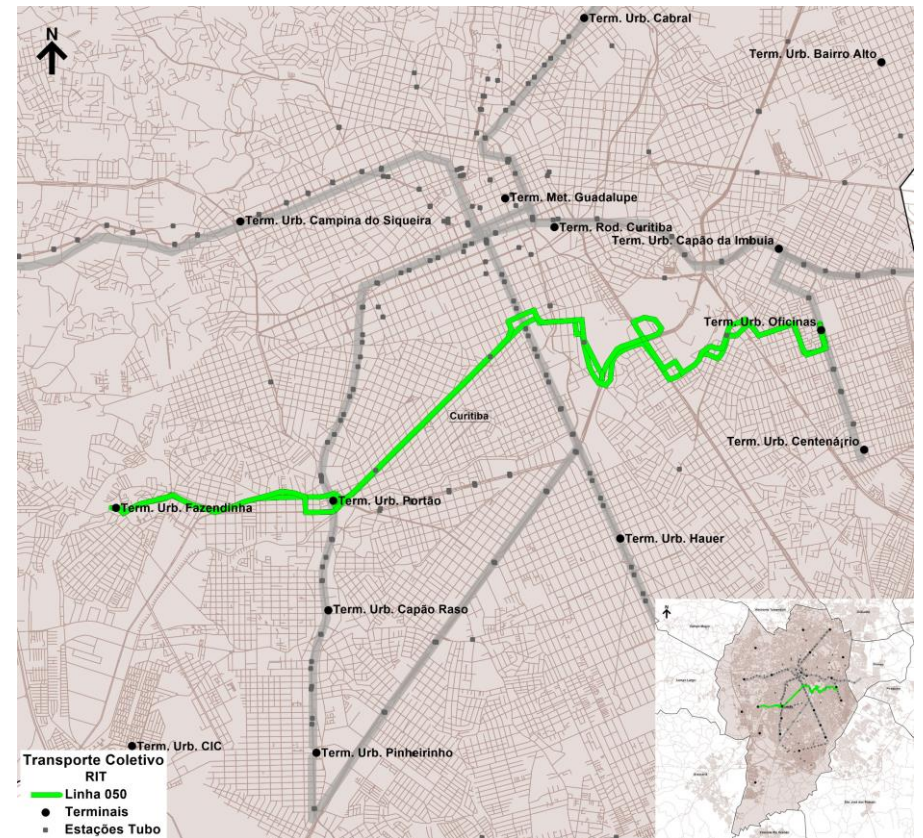 Term. Urb. Cabral
N
Term. Urb. Bairro Alto
Term. Met. Guadalupe
Term. Urb. Campina do Siqueira
Term. Rod. Curitiba
Term. Urb. Capão da Imbuia
Term. Urb. Oficinas
Curitiba
Term. Urb. Centená¡rio
Term. Urb. Portão
Term. Urb. Fazendinha
Term. Urb. Hauer
Term. Urb. Capão Raso
Term. Urb. CIC
Term. Urb. Pinheirinho
Transporte Coletivo
RIT
Linha 050
Terminais
Estações Tubo
N